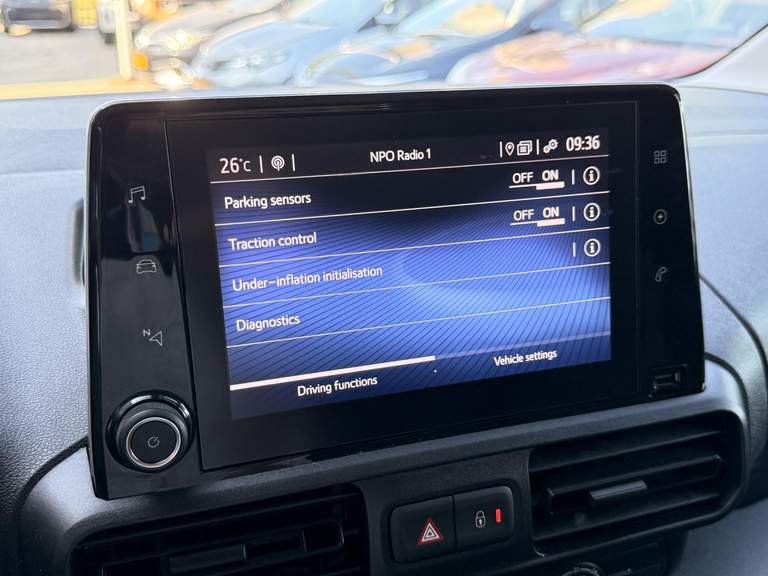 26°C NPO Radio 1 09:36
Parking sensors OFF ON
Traction control OFF ON
Under-inflation initialisation
Diagnostics
Driving functions Vehicle settings
N